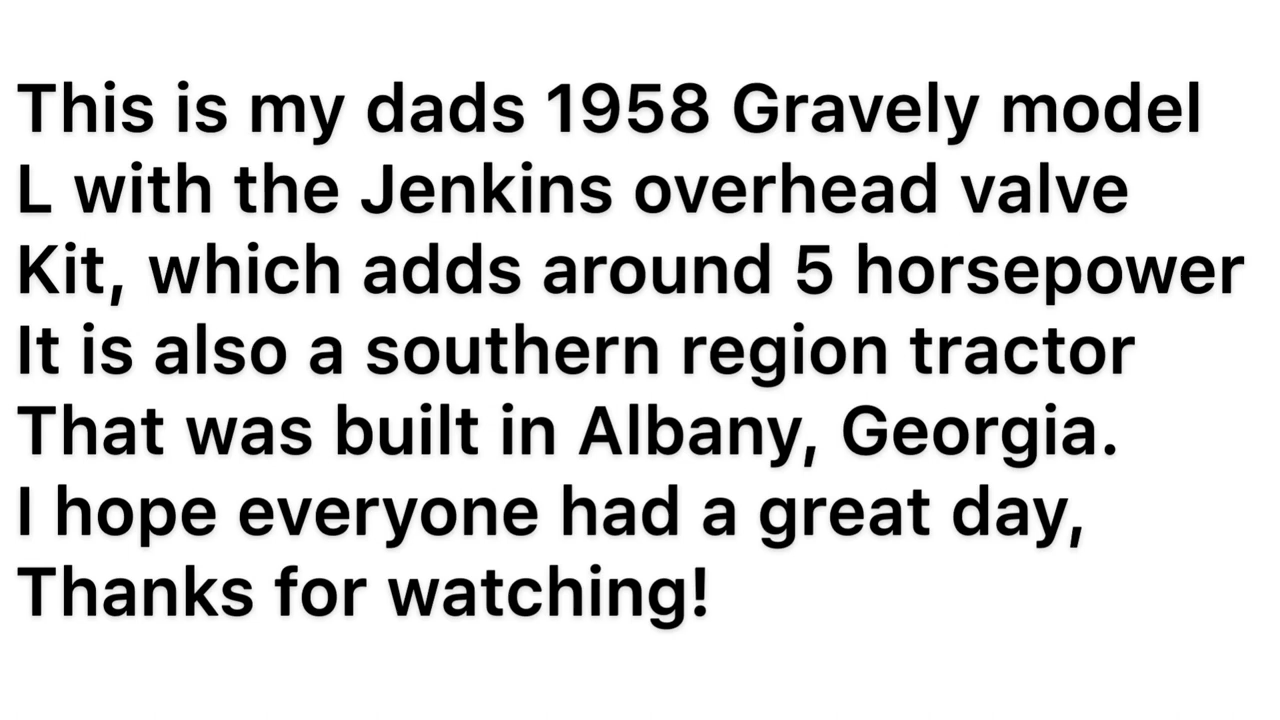 This is my dads 1958 Gravely model
L with the Jenkins overhead valve
Kit, which adds around 5 horsepower
It is also a southern region tractor
That was built in Albany, Georgia.
I hope everyone had a great day,
Thanks for watching!